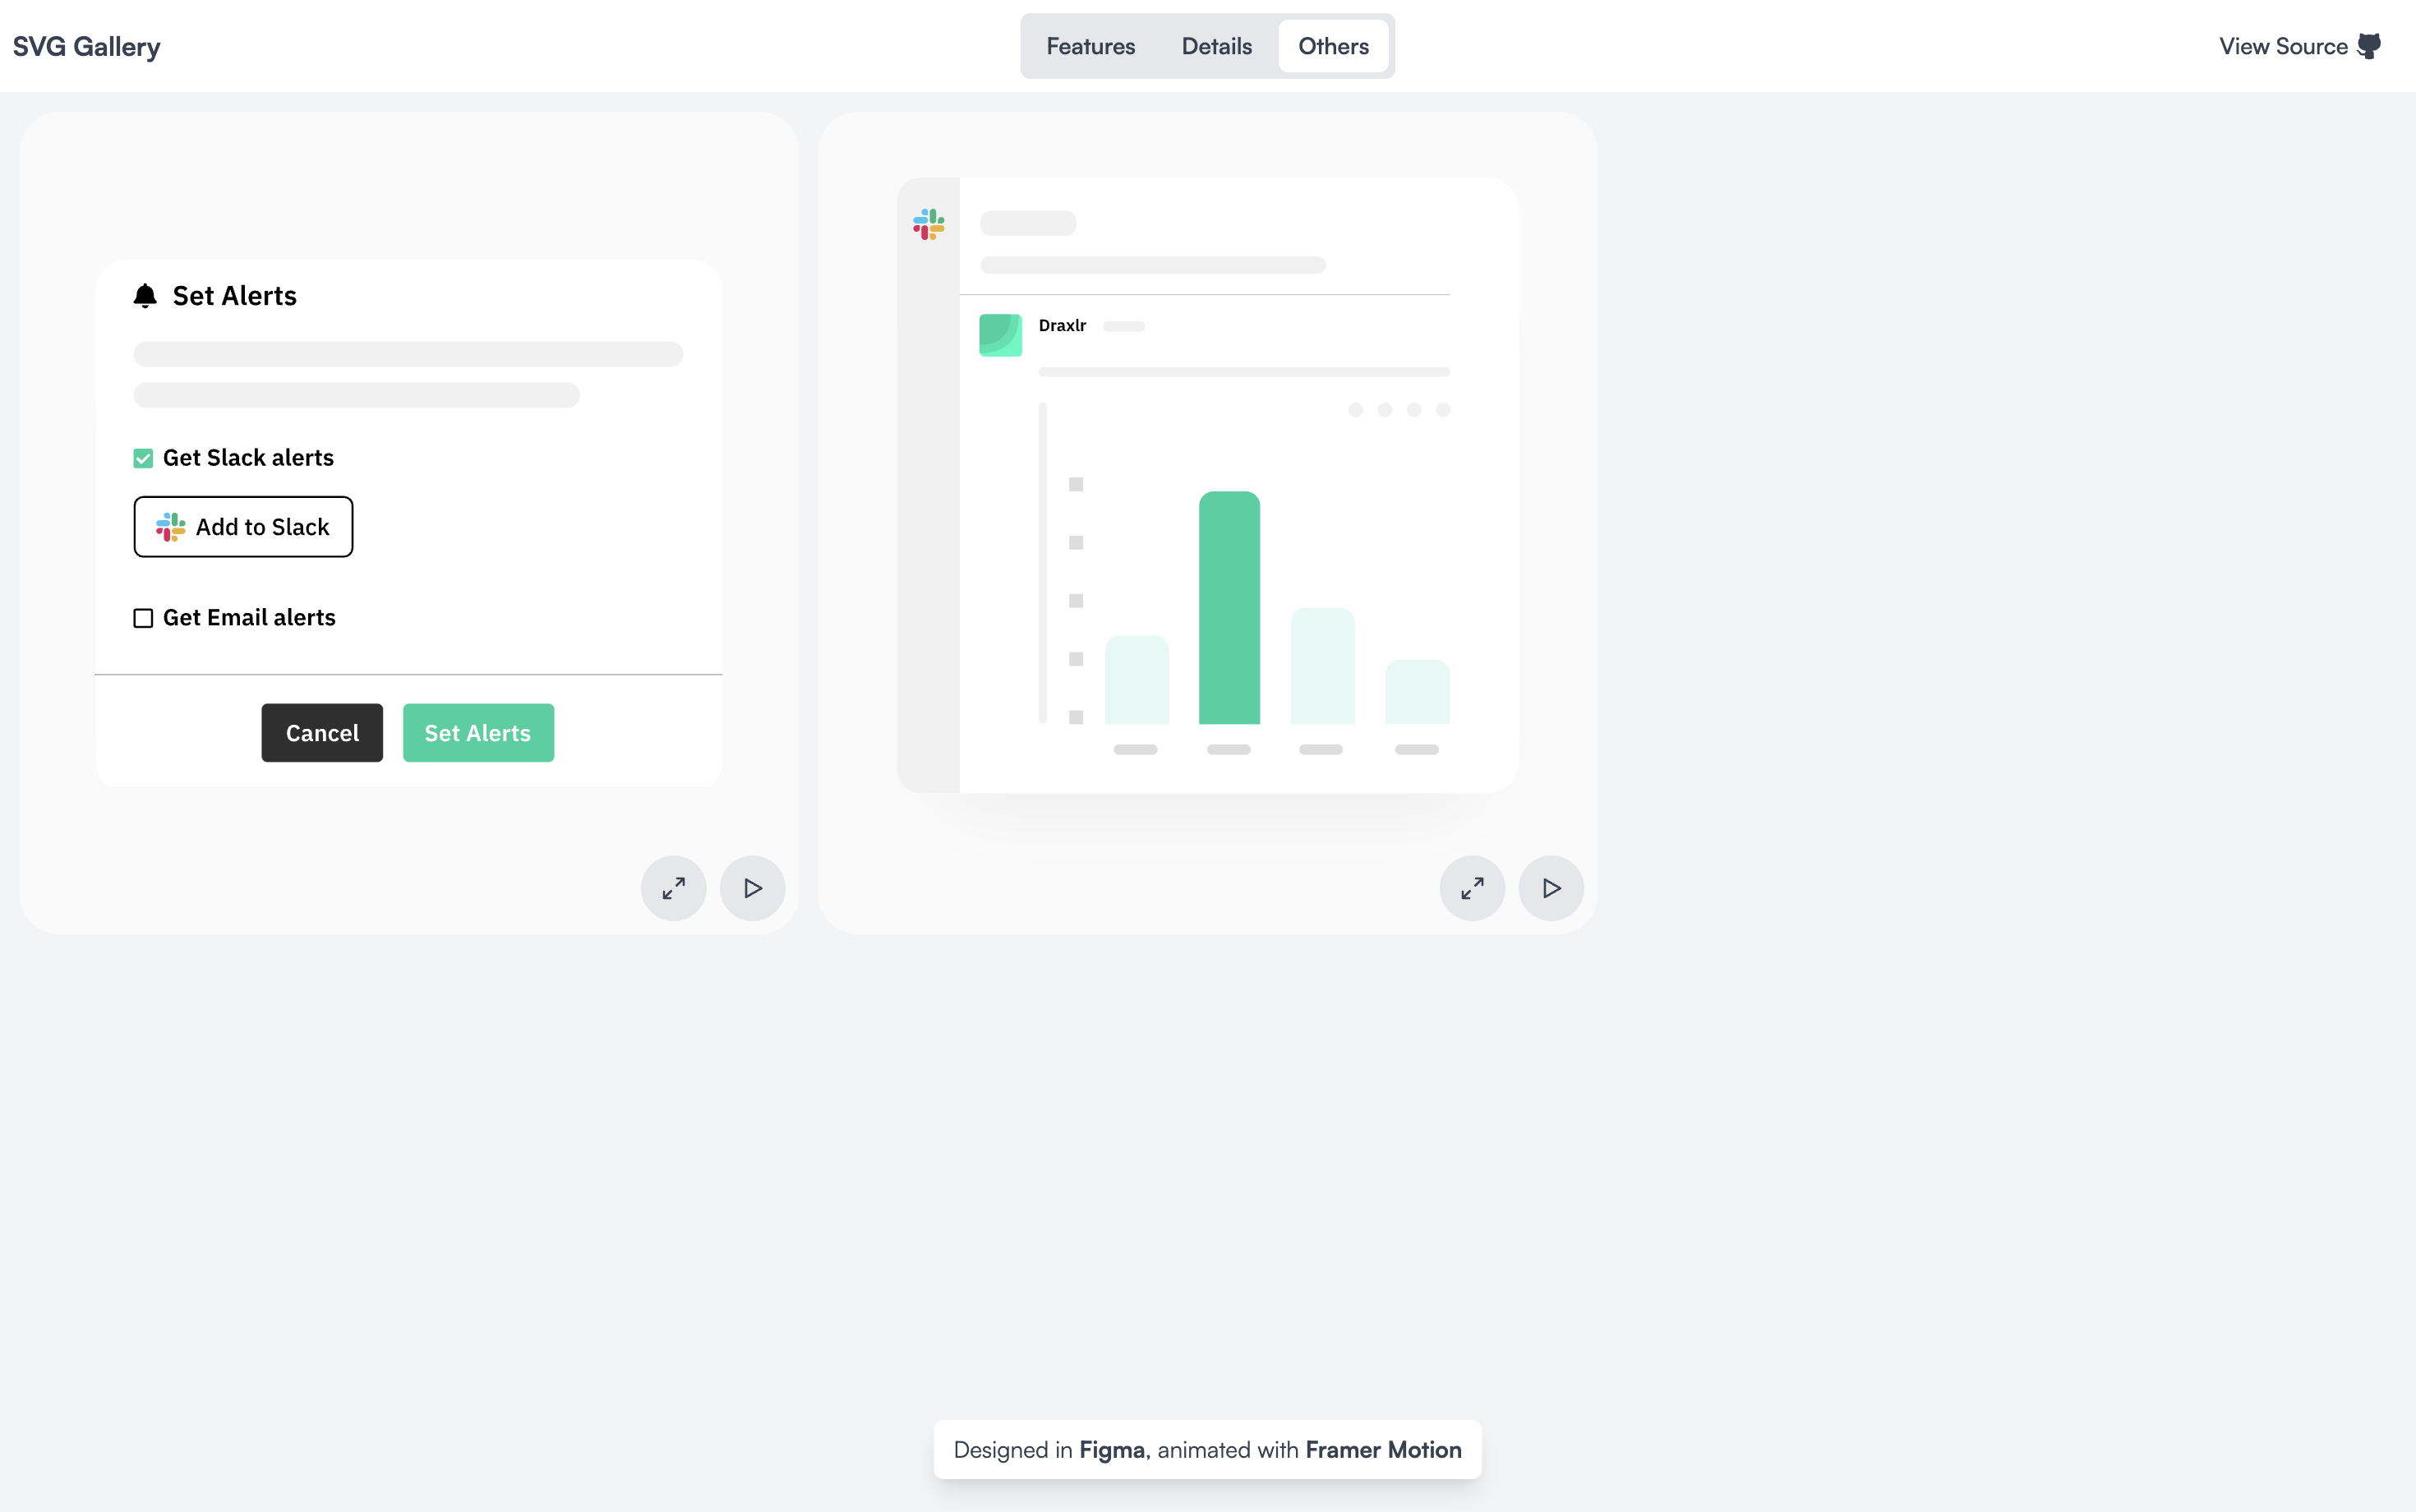 SVG Gallery
Features
Details
Others
View Source
Set Alerts
Get Slack alerts
Add to Slack
Get Email alerts
Cancel
Set Alerts
Draxlr
Designed in Figma, animated with Framer Motion